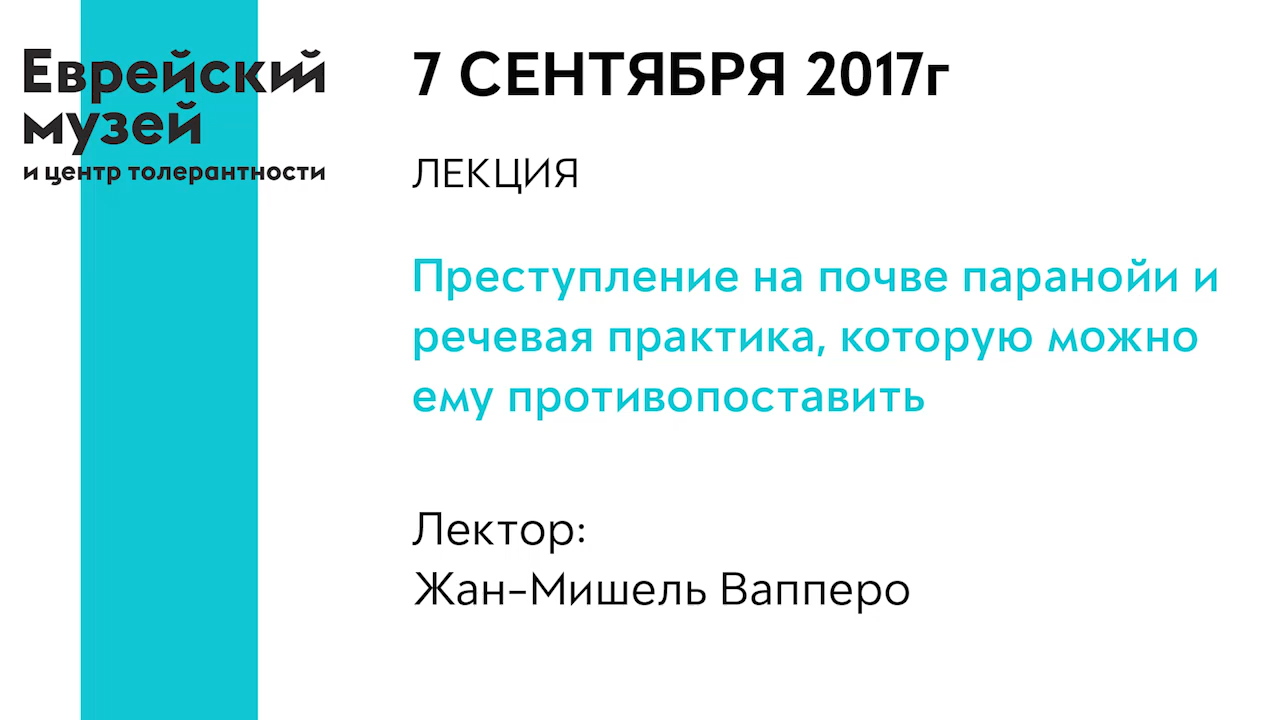 Еврейский
музей
и центр толерантности
7 СЕНТЯБРЯ 2017г
ЛЕКЦИЯ
Преступление на почве паранойи и
речевая практика, которую можно
ему противопоставить
Лектор:
Жан-Мишель Вапперо